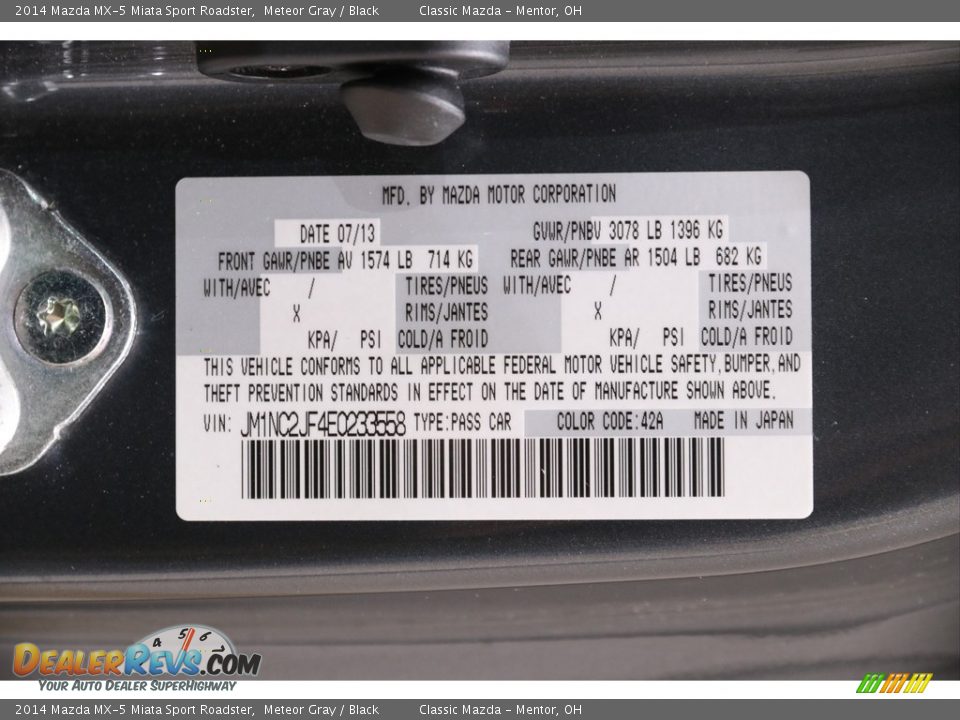 2014 Mazda MX-5 Miata Sport Roadster, Meteor Gray / Black Classic Mazda - Mentor, OH
MFD. BY MAZDA MOTOR CORPORATION
DATE 07/13 GVWR/PNBV 3078 LB 1396 KG
FRONT GAWR/PNBE AV 1574 LB 714 KG REAR GAWR/PNBE AR 1504 LB 682 KG
WITH/AVEC / TIRES/PNEUS WITH/AVEC / TIRES/PNEUS
X RIMS/JANTES X RIMS/JANTES
KPA/ PSI COLD/A FROID KPA/ PSI COLD/A FROID
THIS VEHICLE CONFORMS TO ALL APPLICABLE FEDERAL MOTOR VEHICLE SAFETY, BUMPER, AND
THEFT PREVENTION STANDARDS IN EFFECT ON THE DATE OF MANUFACTURE SHOWN ABOVE.
VIN: JM1NC2JF4E0233558 TYPE:PASS CAR COLOR CODE:42A MADE IN JAPAN
4 5 6
DEALERREVS.COM
YOUR AUTO DEALER SUPERHIGHWAY
2014 Mazda MX-5 Miata Sport Roadster, Meteor Gray / Black Classic Mazda - Mentor, OH